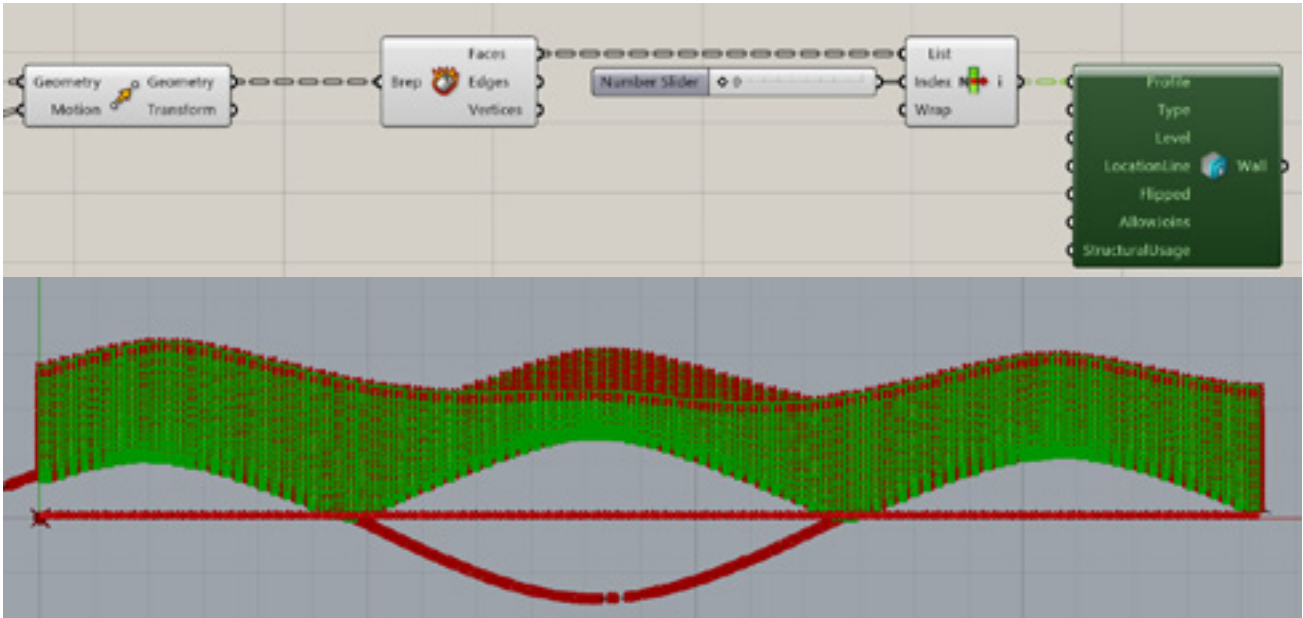 Geometry Geometry
Motion Transform
Brep Faces
Edges
Vertices
Number Slider 0
List
Index i
Wrap
Profile
Type
Level
LocationLine Wall
Flipped
AllowJoins
StructuralUsage